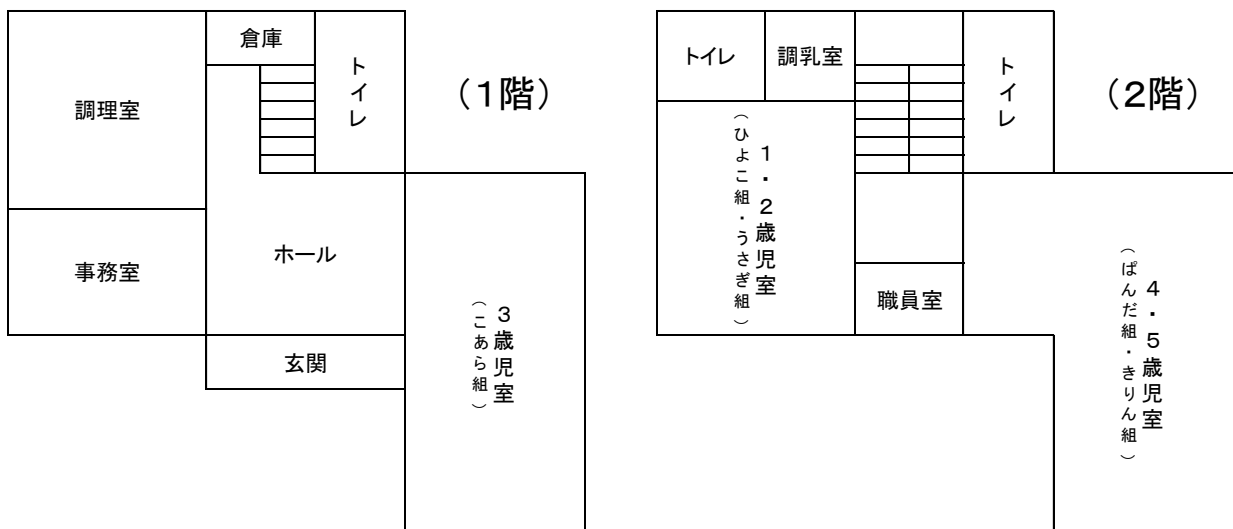 倉庫
トイレ
調理室
（１階）
事務室
ホール
玄関
３歳児室
（こあら組）
トイレ
調乳室
トイレ
（２階）
１・２歳児室
（ひよこ組・うさぎ組）
職員室
４・５歳児室
（ぱんだ組・きりん組）